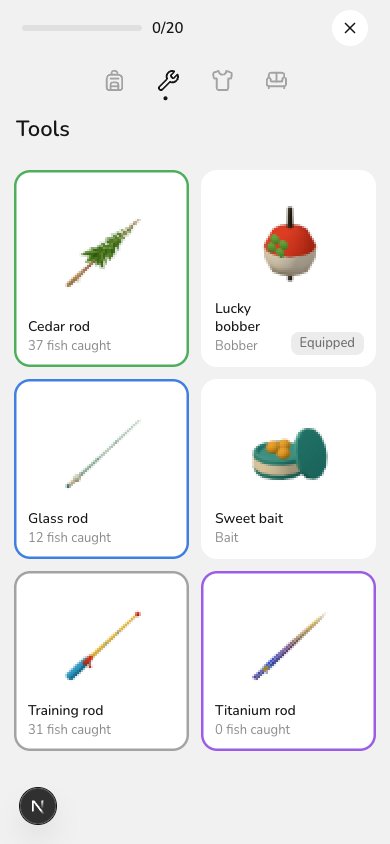 0/20
Tools
Cedar rod
37 fish caught
Lucky
bobber
Bobber
Equipped
Glass rod
12 fish caught
Sweet bait
Bait
Training rod
31 fish caught
Titanium rod
0 fish caught
N